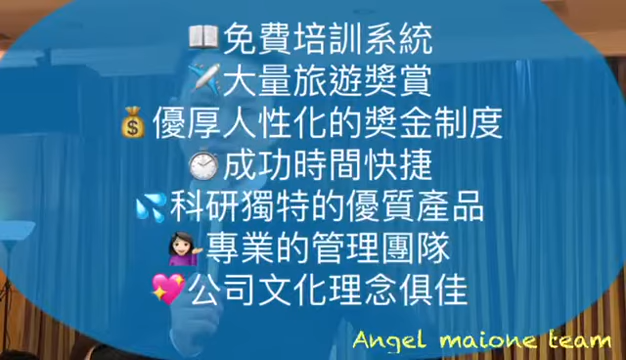 📖免費培訓系統
✈️大量旅遊獎賞
💰優厚人性化的獎金制度
⏱️成功時間快捷
💦科研獨特的優質產品
💁🏻‍♀️專業的管理團隊
💖公司文化理念俱佳
Angel maione team